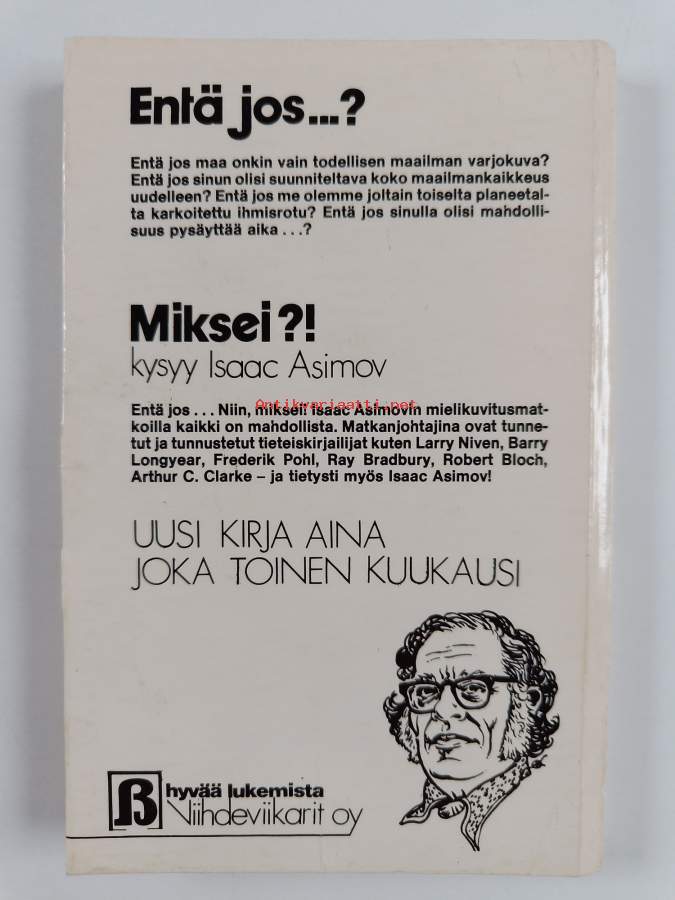 Entä jos...?
Entä jos maa onkin vain todellisen maailman varjokuva?
Entä jos sinun olisi suunniteltava koko maailmankaikkeus
uudelleen? Entä jos me olemme joltain toiselta planeetal-
ta karkoitettu ihmisrotu? Entä jos sinulla olisi mahdolli-
suus pysäyttää aika...?
Miksei?!
kysyy Isaac Asimov
Antikvariaatti.net
Entä jos... Niin, miksei! Isaac Asimovin mielikuvitusmat-
koilla kaikki on mahdollista. Matkanjohtajina ovat tunne-
tut ja tunnustetut tieteiskirjailijat kuten Larry Niven, Barry
Longyear, Frederik Pohl, Ray Bradbury, Robert Bloch,
Arthur C. Clarke – ja tietysti myös Isaac Asimov!
UUSI KIRJA AINA
JOKA TOINEN KUUKAUSI
hyvää lukemista
Viihdeviikarit oy